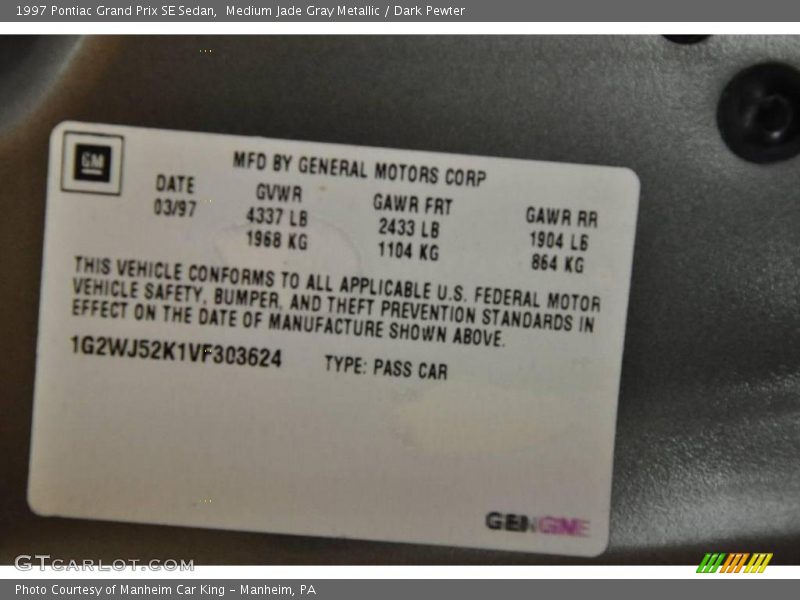 1997 Pontiac Grand Prix SE Sedan,  Medium Jade Gray Metallic / Dark Pewter
GM
MFD BY GENERAL MOTORS CORP
DATE GVWR GAWR FRT GAWR RR
03/97 4337 LB 2433 LB 1904 LB
1968 KG 1104 KG 864 KG
THIS VEHICLE CONFORMS TO ALL APPLICABLE U.S. FEDERAL MOTOR
VEHICLE SAFETY, BUMPER, AND THEFT PREVENTION STANDARDS IN
EFFECT ON THE DATE OF MANUFACTURE SHOWN ABOVE.
1G2WJ52K1VF303624 TYPE: PASS CAR
GTCARLOT.COM
Photo Courtesy of Manheim Car King - Manheim, PA